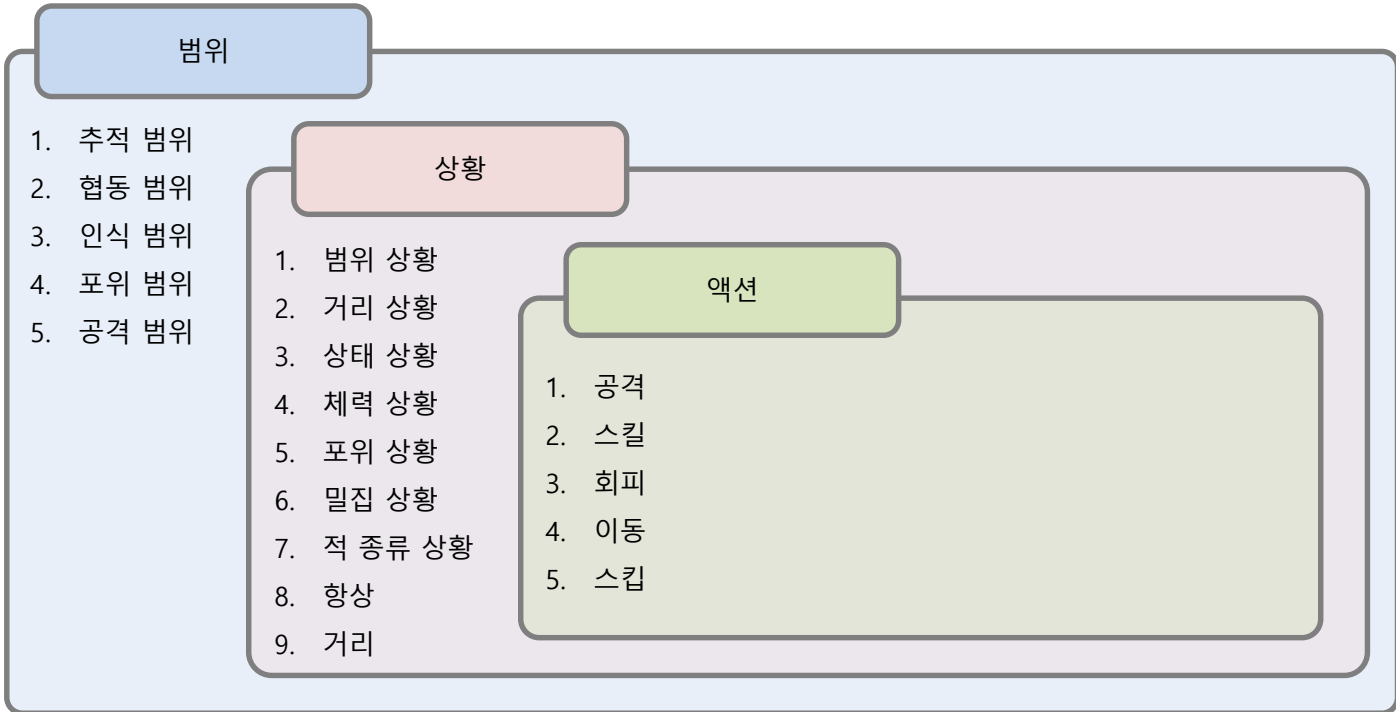 범위
1. 추적 범위
2. 협동 범위
3. 인식 범위
4. 포위 범위
5. 공격 범위
상황
1. 범위 상황
2. 거리 상황
3. 상태 상황
4. 체력 상황
5. 포위 상황
6. 밀집 상황
7. 적 종류 상황
8. 항상
9. 거리
액션
1. 공격
2. 스킬
3. 회피
4. 이동
5. 스킵